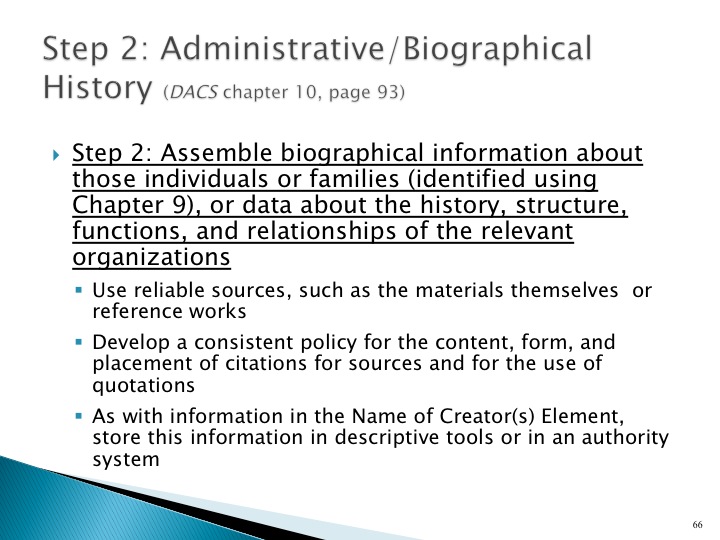 Step 2: Administrative/Biographical
History (DACS chapter 10, page 93)
Step 2: Assemble biographical information about
those individuals or families (identified using
Chapter 9), or data about the history, structure,
functions, and relationships of the relevant
organizations
Use reliable sources, such as the materials themselves  or
reference works
Develop a consistent policy for the content, form, and
placement of citations for sources and for the use of
quotations
As with information in the Name of Creator(s) Element,
store this information in descriptive tools or in an authority
system
66